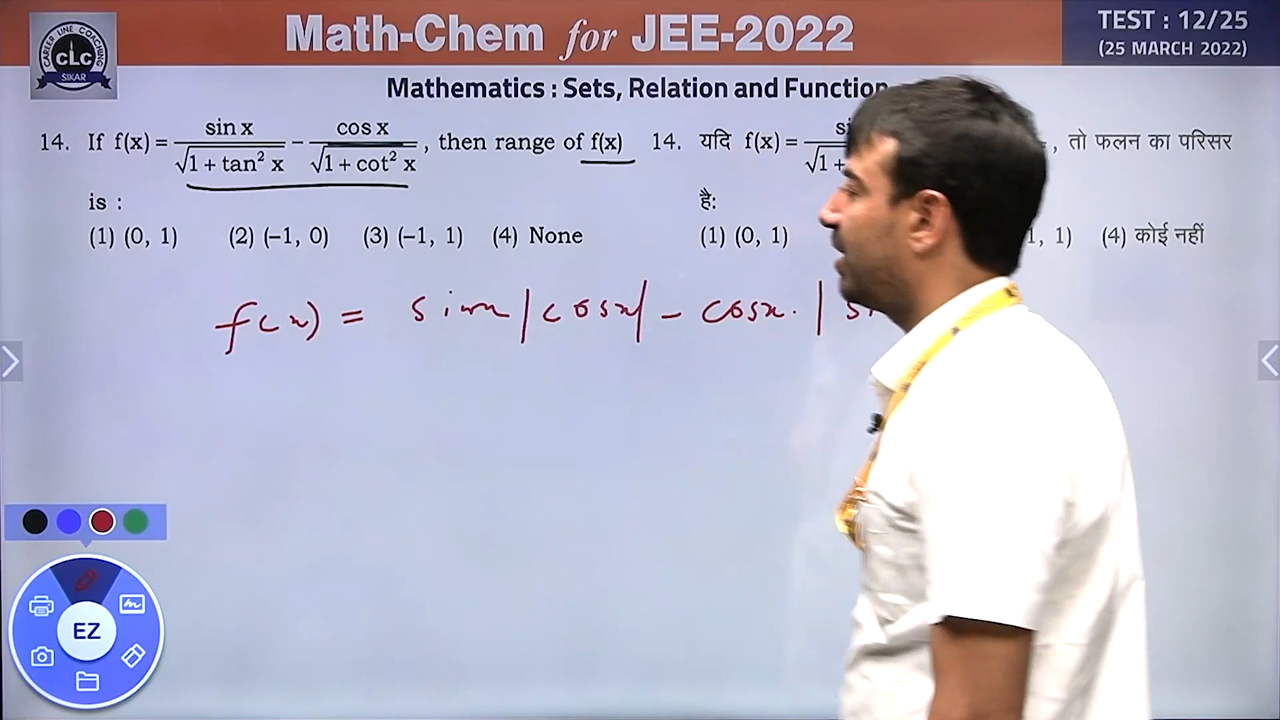 CAREER LINE COACHING
CLC
SIKAR
Math-Chem for JEE-2022
TEST : 12/25
(25 MARCH 2022)
Mathematics : Sets, Relation and Function
14. If f(x) = sin x / √(1 + tan² x) − cos x / √(1 + cot² x), then range of f(x)
is :
(1) (0, 1) (2) (−1, 0) (3) (−1, 1) (4) None
14. यदि f(x) = , तो फलन का परिसर
है:
(1) (0, 1) 1, 1) (4) कोई नहीं
f(x) = sinx |cosx| − cosx . |
EZ